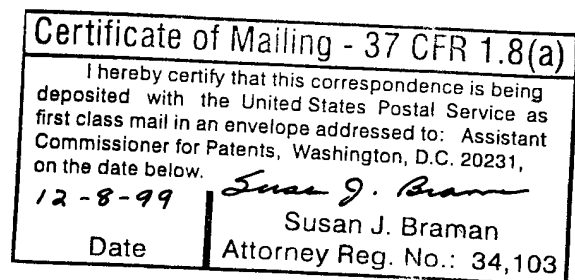 Certificate of Mailing - 37 CFR 1.8(a)
I hereby certify that this correspondence is being
deposited with the United States Postal Service as
first class mail in an envelope addressed to: Assistant
Commissioner for Patents, Washington, D.C. 20231,
on the date below.
12-8-99 Susan J. Braman
Susan J. Braman
Date Attorney Reg. No.: 34,103